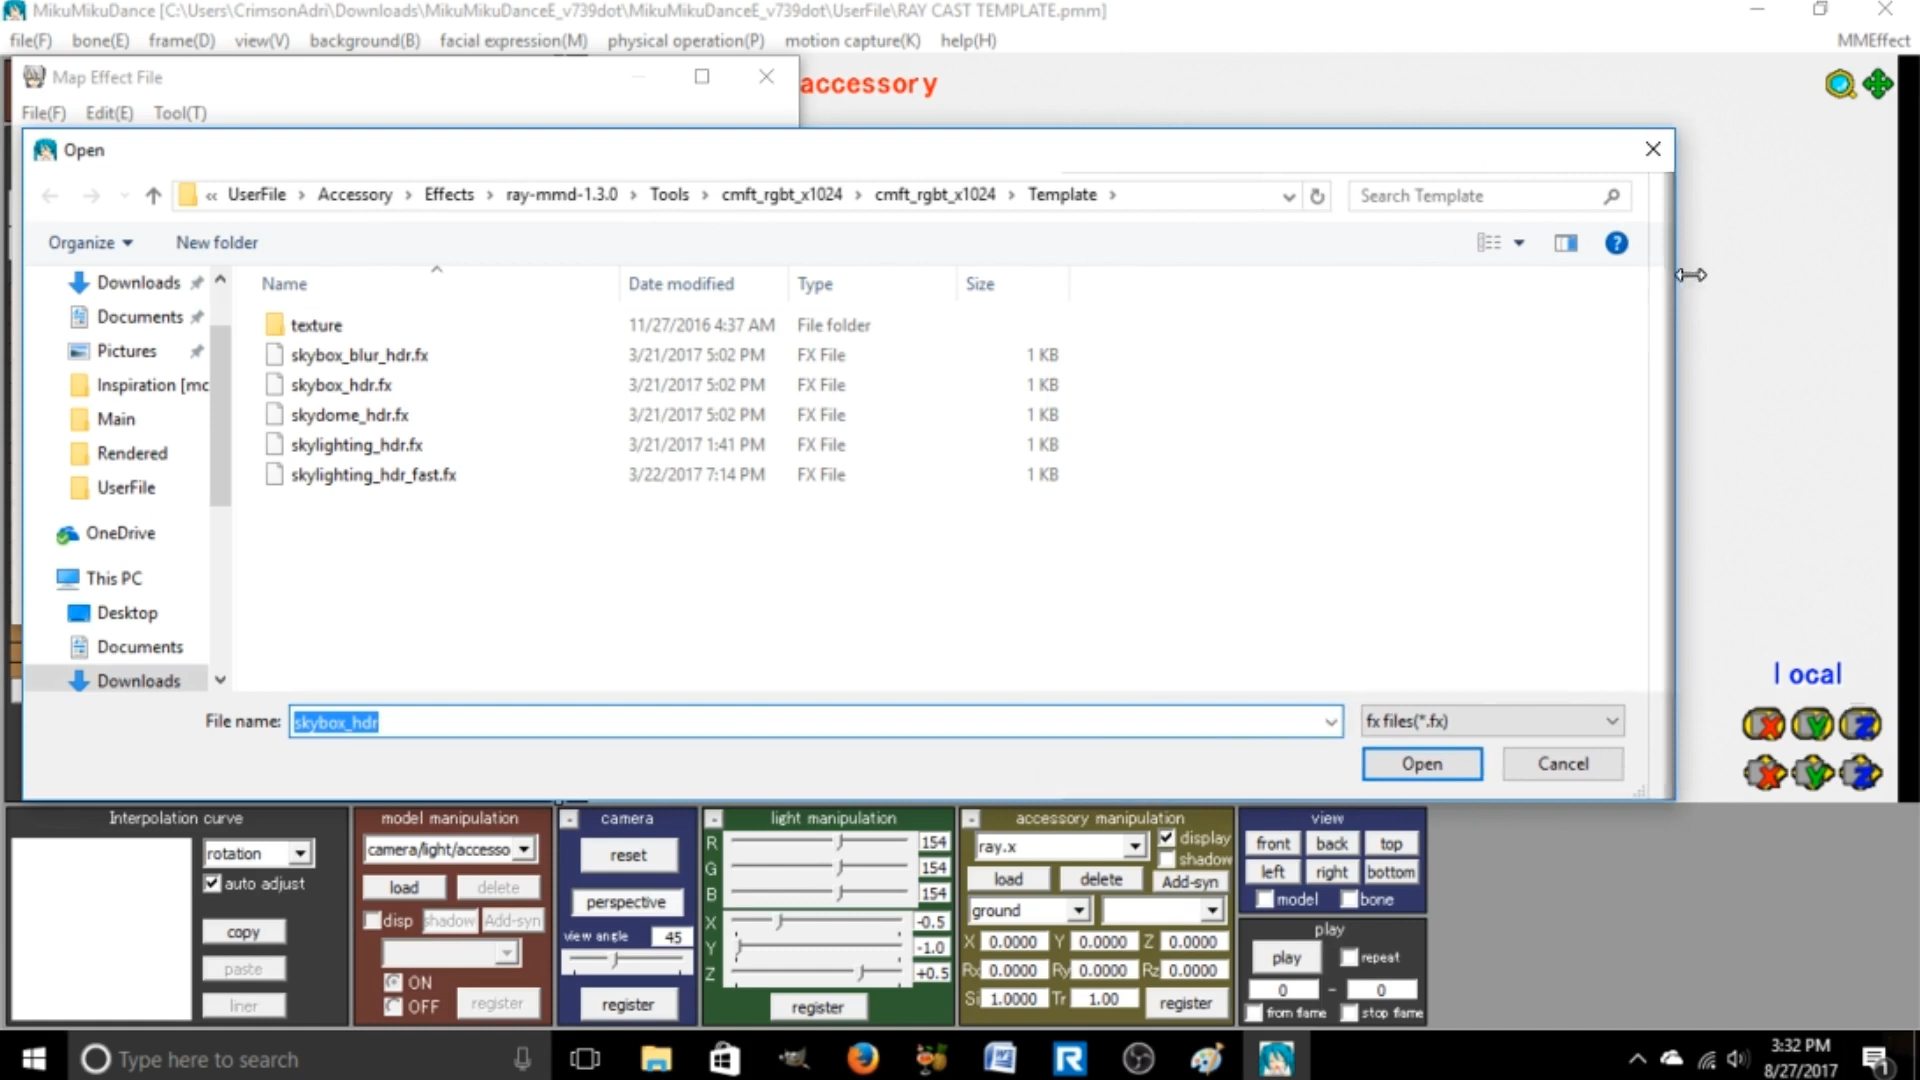 MikuMikuDance [C:\Users\CrimsonAdri\Downloads\MikuMikuDanceE_v739dot\MikuMikuDanceE_v739dot\UserFile\RAY CAST TEMPLATE.pmm]
file(F) bone(E) frame(D) view(V) background(B) facial expression(M) physical operation(P) motion capture(K) help(H) MMEffect
Map Effect File
accessory
File(F) Edit(E) Tool(T)
Open
« UserFile › Accessory › Effects › ray-mmd-1.3.0 › Tools › cmft_rgbt_x1024 › cmft_rgbt_x1024 › Template ›
Search Template
Organize New folder
Downloads
Documents
Pictures
Inspiration [mc
Main
Rendered
UserFile
OneDrive
This PC
Desktop
Documents
Downloads
Name Date modified Type Size
texture 11/27/2016 4:37 AM File folder
skybox_blur_hdr.fx 3/21/2017 5:02 PM FX File 1 KB
skybox_hdr.fx 3/21/2017 5:02 PM FX File 1 KB
skydome_hdr.fx 3/21/2017 5:02 PM FX File 1 KB
skylighting_hdr.fx 3/21/2017 1:41 PM FX File 1 KB
skylighting_hdr_fast.fx 3/22/2017 7:14 PM FX File 1 KB
File name: skybox_hdr
fx files(*.fx)
Open Cancel
local
X Y Z
X Y Z
Interpolation curve
rotation
auto adjust
copy
paste
liner
model manipulation
camera/light/accesso
load delete
disp shadow Add-syn
ON
OFF
register
- camera
reset
perspective
view angle 45
register
- light manipulation
R 154
G 154
B 154
X -0.5
Y -1.0
Z +0.5
register
- accessory manipulation
ray.x
display
shadow
load delete Add-syn
ground
X 0.0000 Y 0.0000 Z 0.0000
Rx 0.0000 Ry 0.0000 Rz 0.0000
Si 1.0000 Tr 1.00 register
view
front back top
left right bottom
model bone
play
play repeat
0 - 0
from flame stop flame
Type here to search
3:32 PM
8/27/2017
1